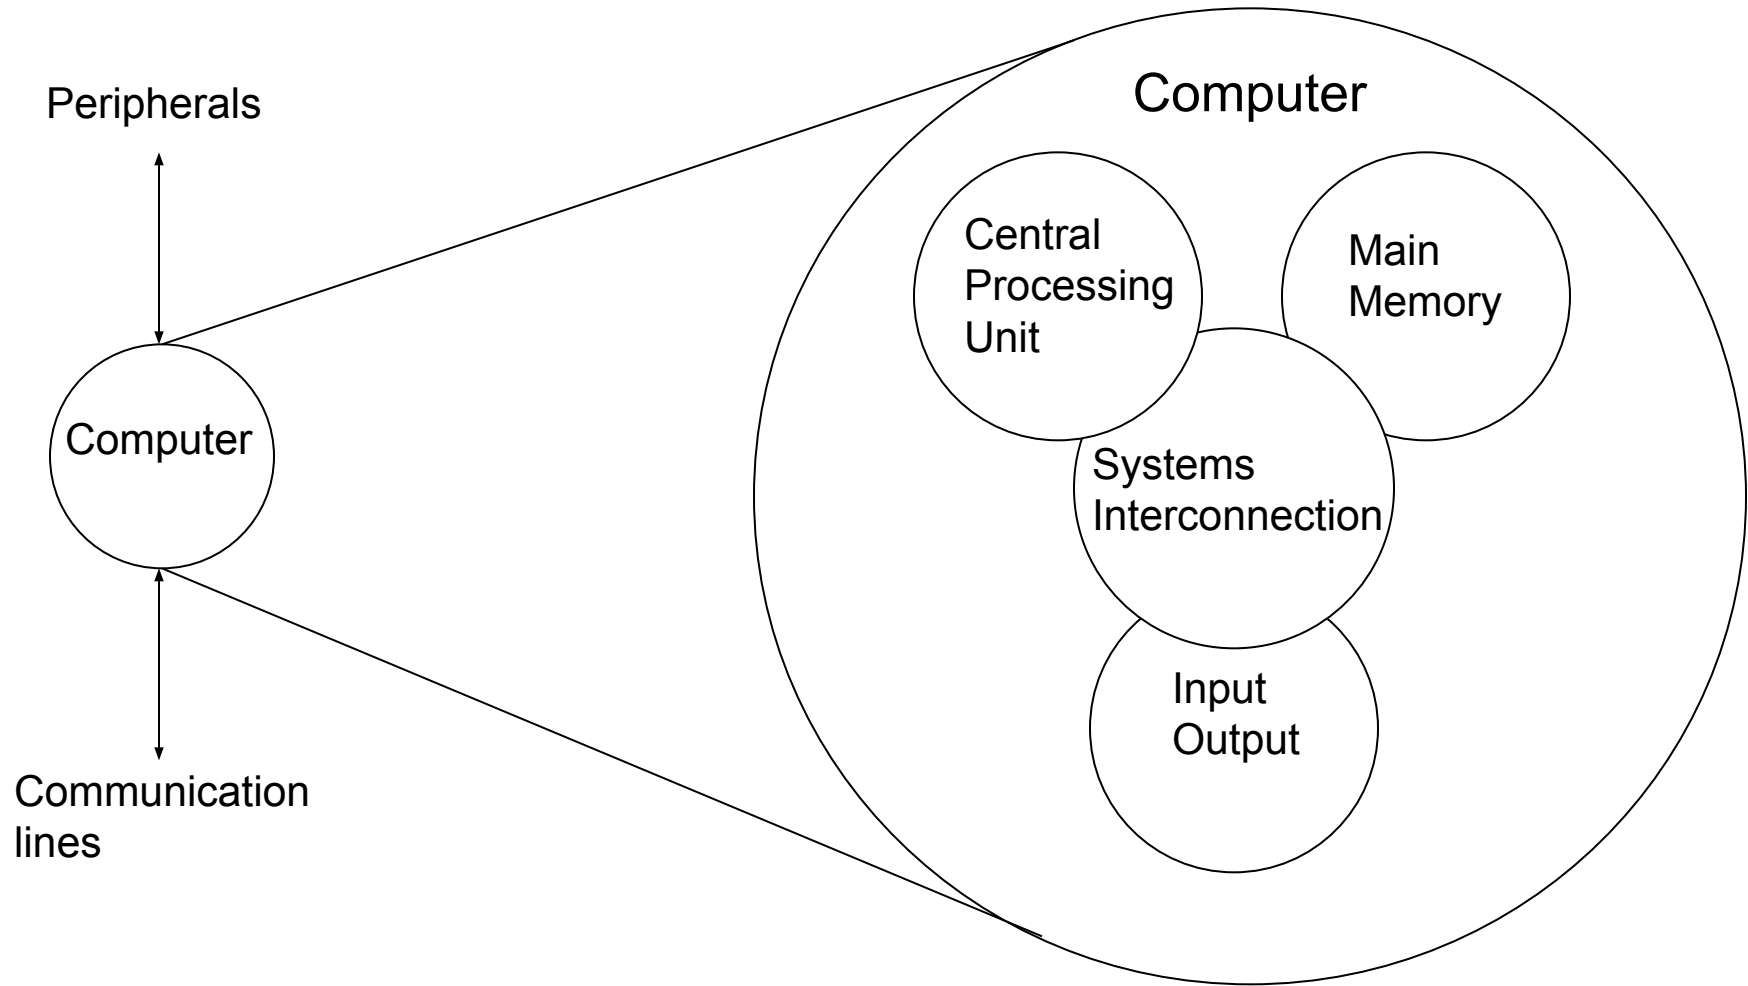 Peripherals
Computer
Communication
lines
Computer
Central
Processing
Unit
Main
Memory
Systems
Interconnection
Input
Output